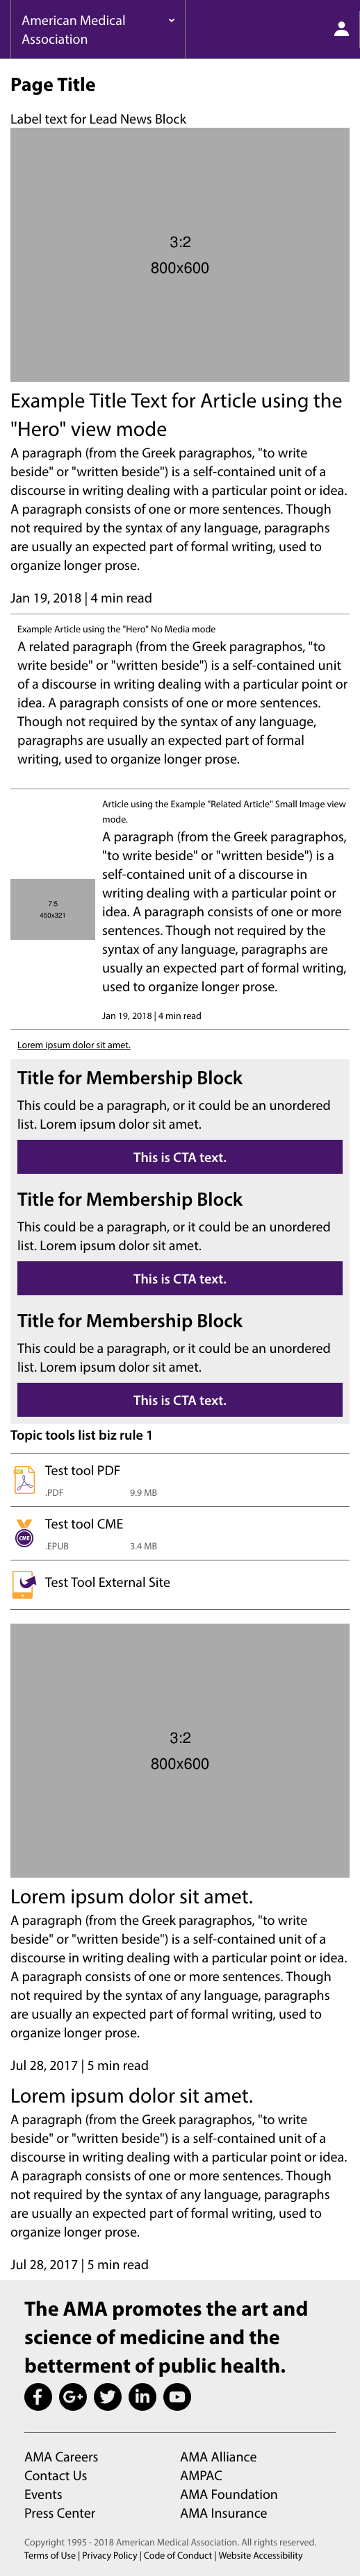 American Medical
Association
Page Title
Label text for Lead News Block
3:2
800x600
Example Title Text for Article using the
"Hero" view mode
A paragraph (from the Greek paragraphos, "to write
beside" or "written beside") is a self-contained unit of a
discourse in writing dealing with a particular point or idea.
A paragraph consists of one or more sentences. Though
not required by the syntax of any language, paragraphs
are usually an expected part of formal writing, used to
organize longer prose.
Jan 19, 2018 | 4 min read
Example Article using the "Hero" No Media mode
A related paragraph (from the Greek paragraphos, "to
write beside" or "written beside") is a self-contained unit
of a discourse in writing dealing with a particular point or
idea. A paragraph consists of one or more sentences.
Though not required by the syntax of any language,
paragraphs are usually an expected part of formal
writing, used to organize longer prose.
Article using the Example "Related Article" Small Image view
mode.
A paragraph (from the Greek paragraphos,
"to write beside" or "written beside") is a
self-contained unit of a discourse in
writing dealing with a particular point or
idea. A paragraph consists of one or more
sentences. Though not required by the
syntax of any language, paragraphs are
usually an expected part of formal writing,
used to organize longer prose.
7:5
450x321
Jan 19, 2018 | 4 min read
Lorem ipsum dolor sit amet.
Title for Membership Block
This could be a paragraph, or it could be an unordered
list. Lorem ipsum dolor sit amet.
This is CTA text.
Title for Membership Block
This could be a paragraph, or it could be an unordered
list. Lorem ipsum dolor sit amet.
This is CTA text.
Title for Membership Block
This could be a paragraph, or it could be an unordered
list. Lorem ipsum dolor sit amet.
This is CTA text.
Topic tools list biz rule 1
Test tool PDF
.PDF 9.9 MB
Test tool CME
CME
.EPUB 3.4 MB
Test Tool External Site
3:2
800x600
Lorem ipsum dolor sit amet.
A paragraph (from the Greek paragraphos, "to write
beside" or "written beside") is a self-contained unit of a
discourse in writing dealing with a particular point or idea.
A paragraph consists of one or more sentences. Though
not required by the syntax of any language, paragraphs
are usually an expected part of formal writing, used to
organize longer prose.
Jul 28, 2017 | 5 min read
Lorem ipsum dolor sit amet.
A paragraph (from the Greek paragraphos, "to write
beside" or "written beside") is a self-contained unit of a
discourse in writing dealing with a particular point or idea.
A paragraph consists of one or more sentences. Though
not required by the syntax of any language, paragraphs
are usually an expected part of formal writing, used to
organize longer prose.
Jul 28, 2017 | 5 min read
The AMA promotes the art and
science of medicine and the
betterment of public health.
AMA Careers
Contact Us
Events
Press Center
AMA Alliance
AMPAC
AMA Foundation
AMA Insurance
Copyright 1995 - 2018 American Medical Association. All rights reserved.
Terms of Use | Privacy Policy | Code of Conduct | Website Accessibility